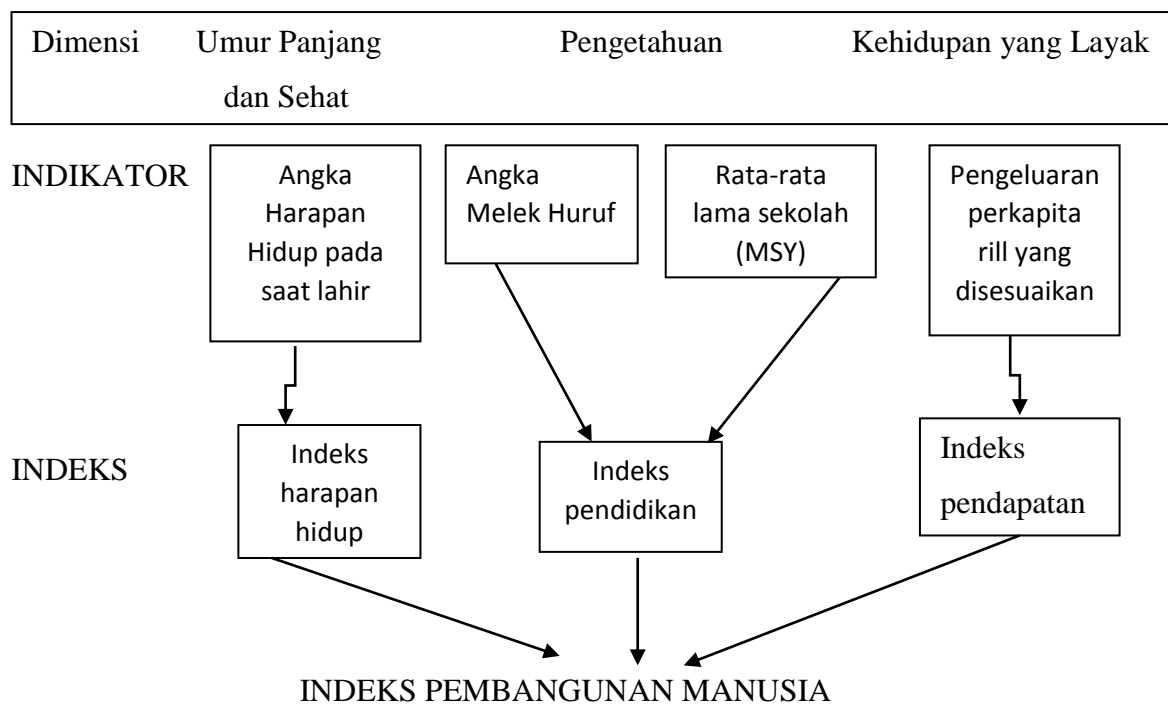 Dimensi Umur Panjang Pengetahuan Kehidupan yang Layak
dan Sehat
INDIKATOR
Angka
Harapan
Hidup pada
saat lahir
Angka
Melek Huruf
Rata-rata
lama sekolah
(MSY)
Pengeluaran
perkapita
rill yang
disesuaikan
INDEKS
Indeks
harapan
hidup
Indeks
pendidikan
Indeks
pendapatan
INDEKS PEMBANGUNAN MANUSIA